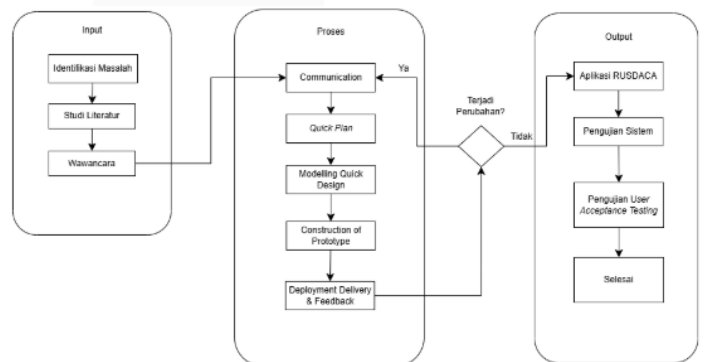 Input
Identifikasi Masalah
Studi Literatur
Wawancara
Proses
Communication
Quick Plan
Modelling Quick
Design
Construction of
Prototype
Deployment Delivery
& Feedback
Ya
Terjadi
Perubahan?
Tidak
Output
Aplikasi RUSDACA
Pengujian Sistem
Pengujian User
Acceptance Testing
Selesai